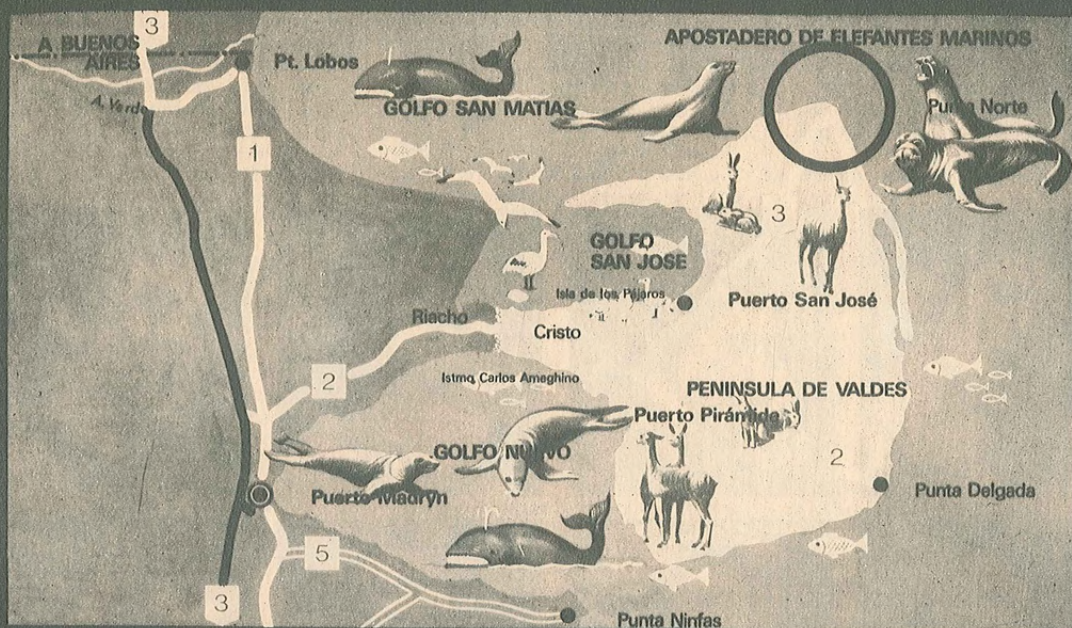 3
A BUENOS
AIRES
Pt. Lobos
A. Verde
GOLFO SAN MATIAS
APOSTADERO DE ELEFANTES MARINOS
Punta Norte
1
3
GOLFO
SAN JOSE
Isla de los Pájaros
Puerto San José
Riacho
Cristo
2
Istmo Carlos Ameghino
PENINSULA DE VALDES
Puerto Pirámide
GOLFO NUEVO
2
Puerto Madryn
Punta Delgada
5
3
Punta Ninfas